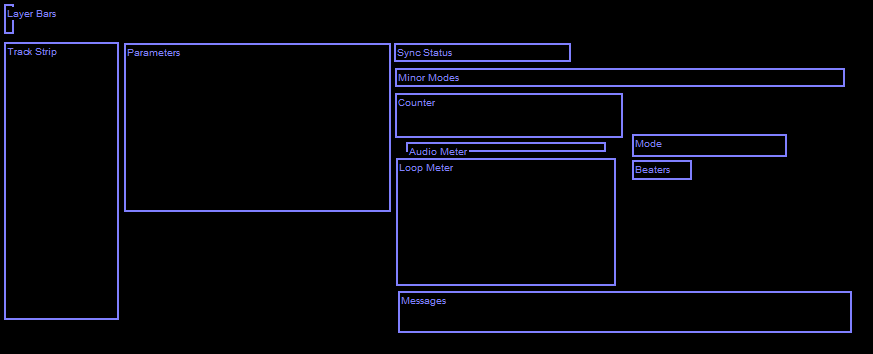 Layer Bars
Track Strip
Parameters
Sync Status
Minor Modes
Counter
Audio Meter
Mode
Loop Meter
Beaters
Messages